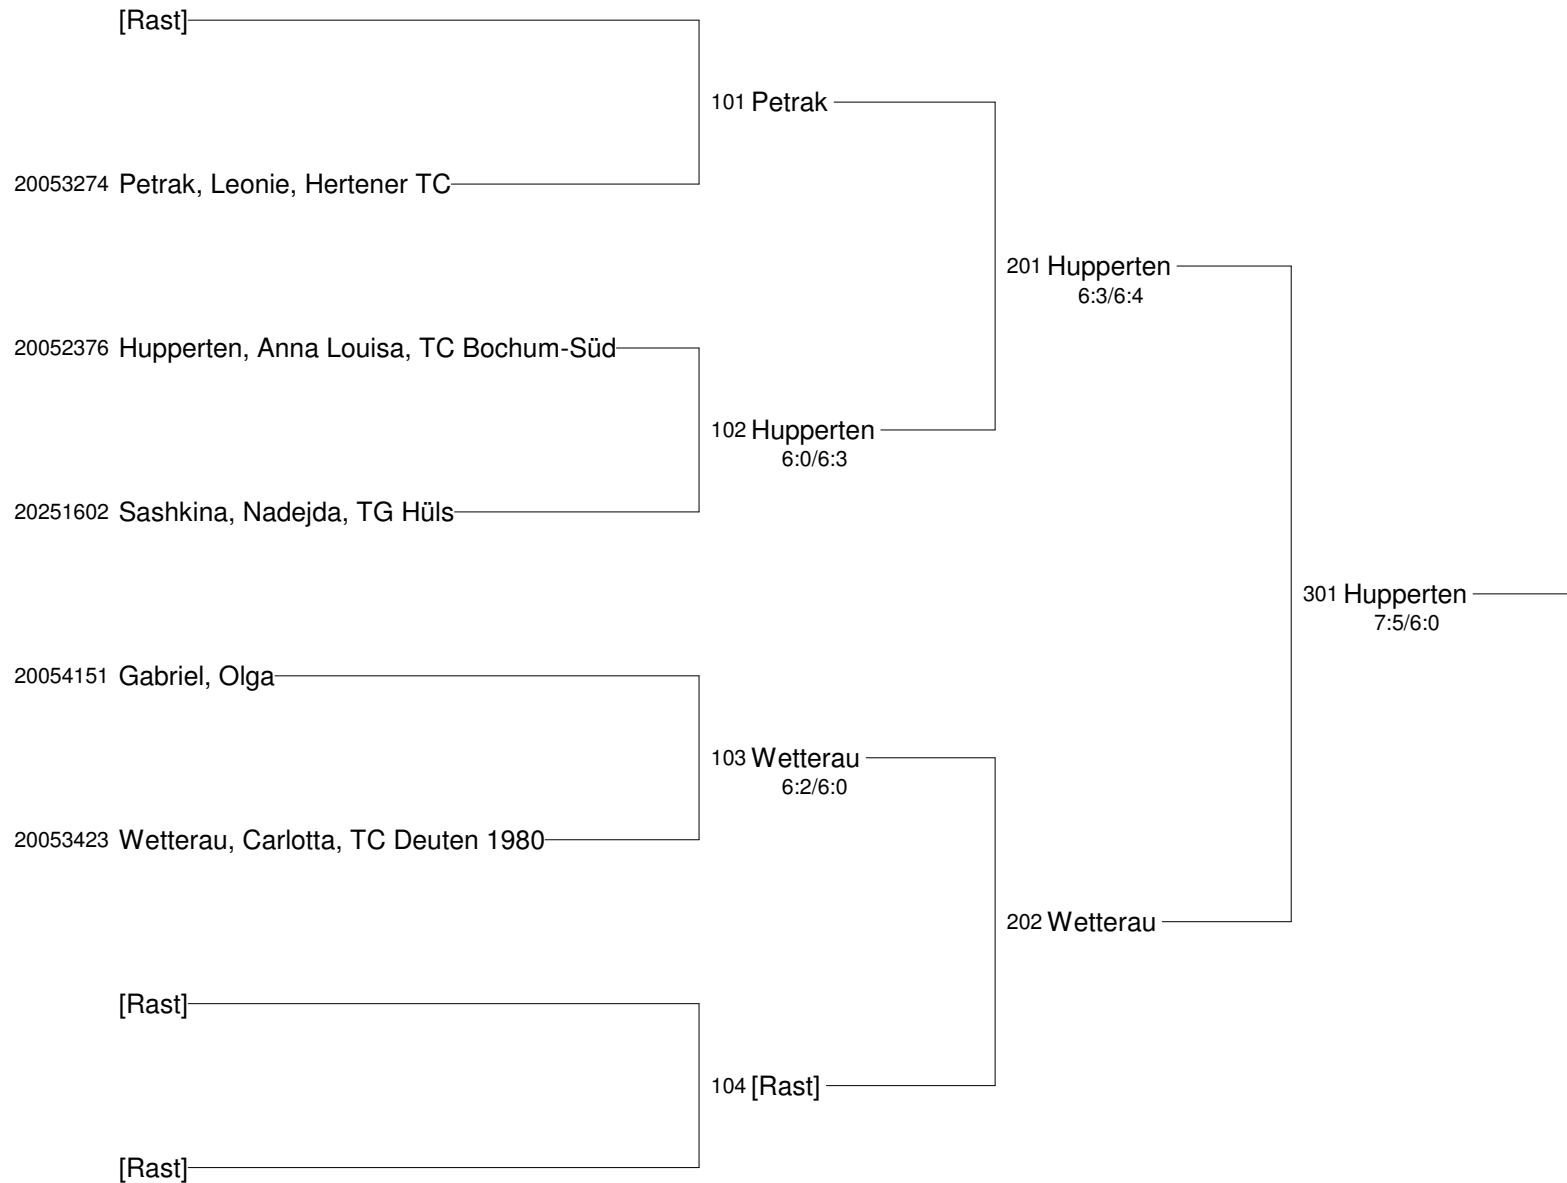 [Rast]
101 Petrak
20053274 Petrak, Leonie, Hertener TC
201 Hupperten
6:3/6:4
20052376 Hupperten, Anna Louisa, TC Bochum-Süd
102 Hupperten
6:0/6:3
20251602 Sashkina, Nadejda, TG Hüls
301 Hupperten
7:5/6:0
20054151 Gabriel, Olga
103 Wetterau
6:2/6:0
20053423 Wetterau, Carlotta, TC Deuten 1980
202 Wetterau
[Rast]
104 [Rast]
[Rast]